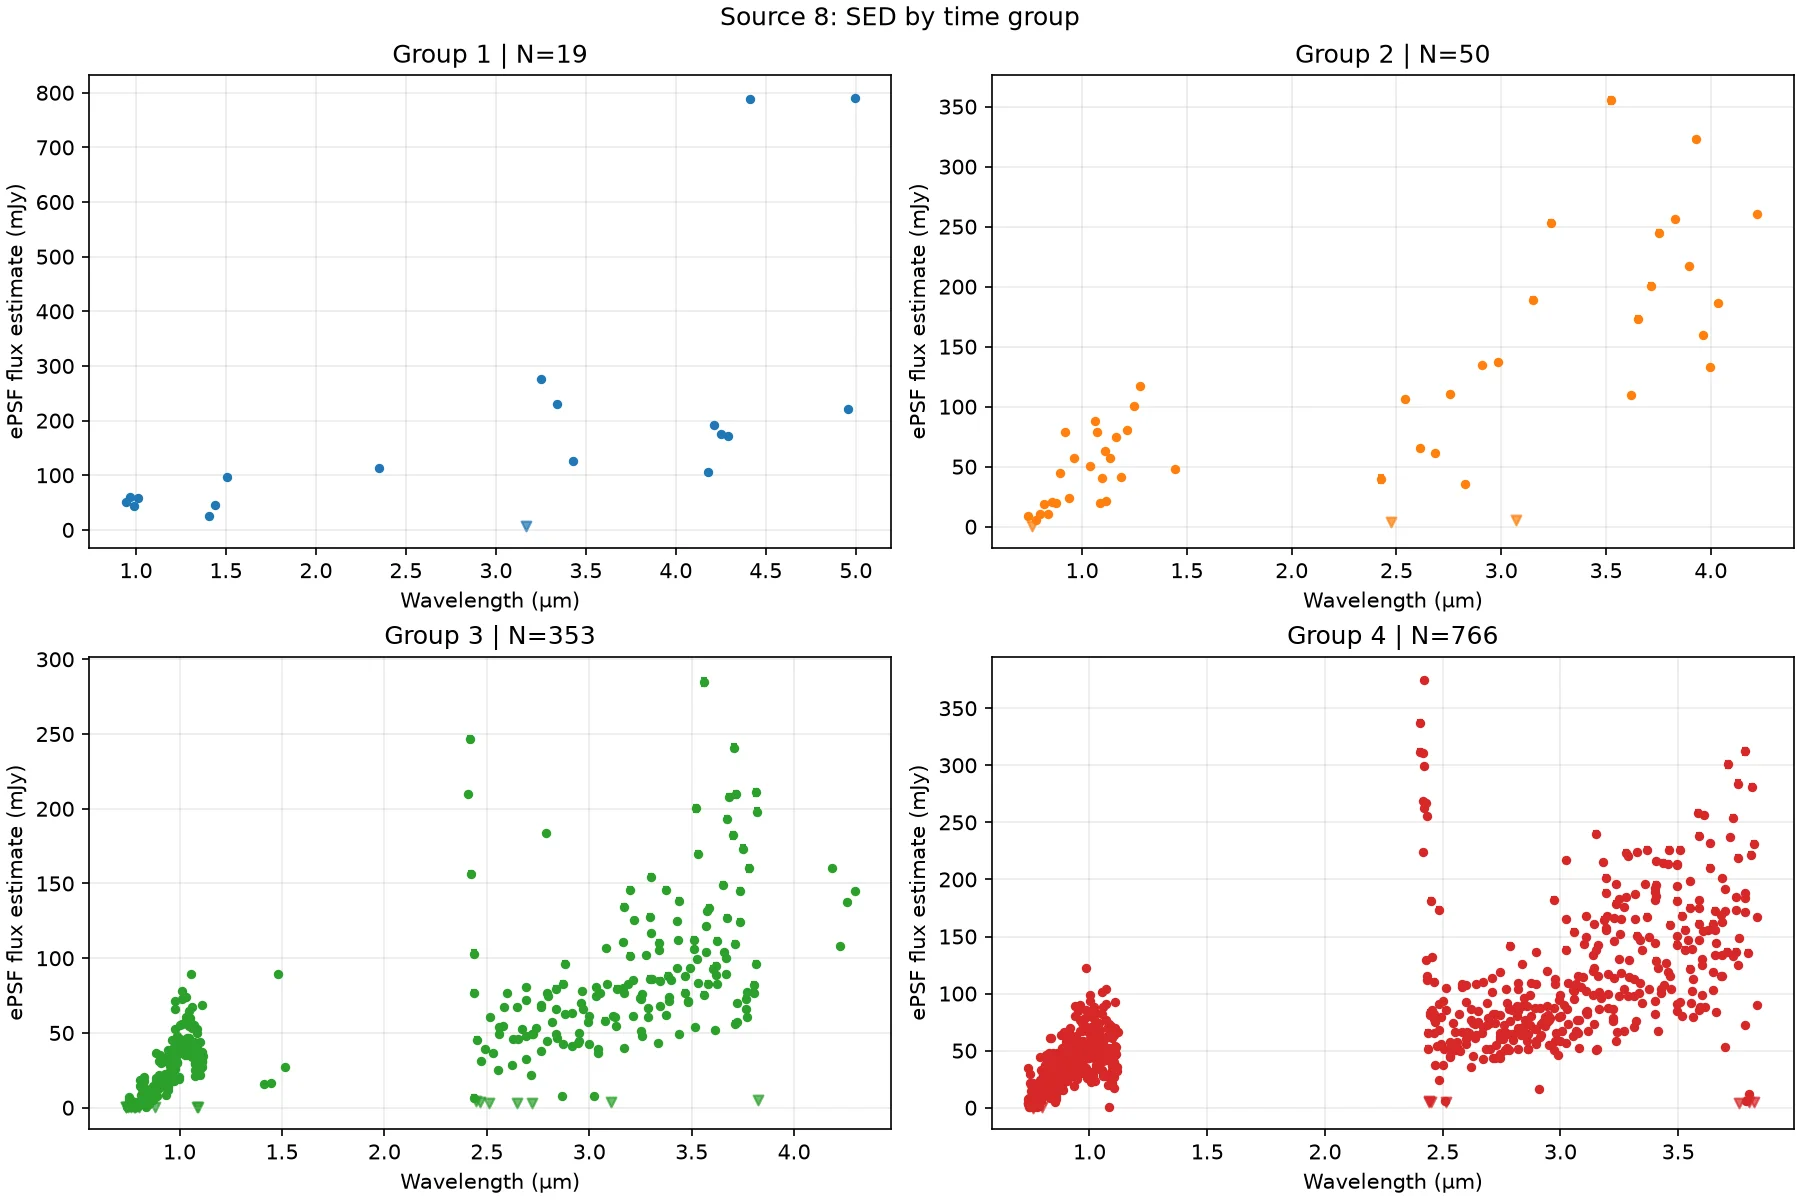 Source 8: SED by time group
Group 1 | N=19
ePSF flux estimate (mJy)
800
700
600
500
400
300
200
100
0
1.0 1.5 2.0 2.5 3.0 3.5 4.0 4.5 5.0
Wavelength (µm)
Group 2 | N=50
ePSF flux estimate (mJy)
350
300
250
200
150
100
50
0
1.0 1.5 2.0 2.5 3.0 3.5 4.0
Wavelength (µm)
Group 3 | N=353
ePSF flux estimate (mJy)
300
250
200
150
100
50
0
1.0 1.5 2.0 2.5 3.0 3.5 4.0
Wavelength (µm)
Group 4 | N=766
ePSF flux estimate (mJy)
350
300
250
200
150
100
50
0
1.0 1.5 2.0 2.5 3.0 3.5
Wavelength (µm)